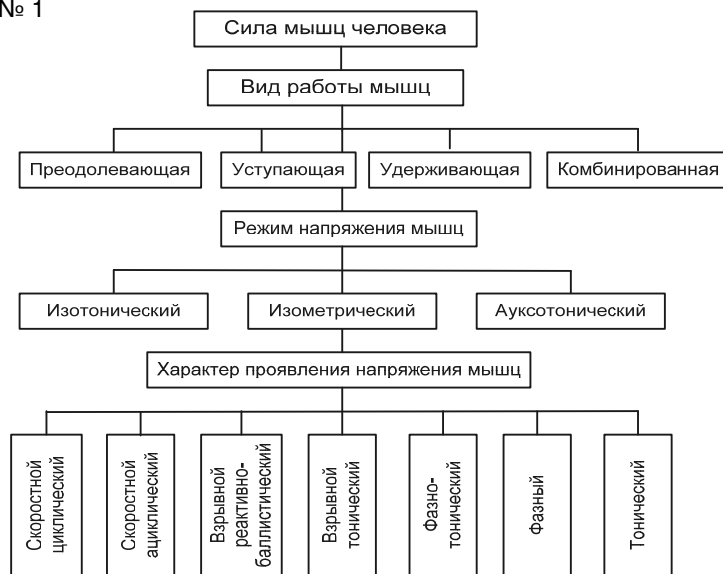 № 1
Сила мышц человека
Вид работы мышц
Преодолевающая
Уступающая
Удерживающая
Комбинированная
Режим напряжения мышц
Изотонический
Изометрический
Ауксотонический
Характер проявления напряжения мышц
Скоростной
циклический
Скоростной
ациклический
Взрывной
реактивно-
баллистический
Взрывной
тонический
Фазно-
тонический
Фазный
Тонический